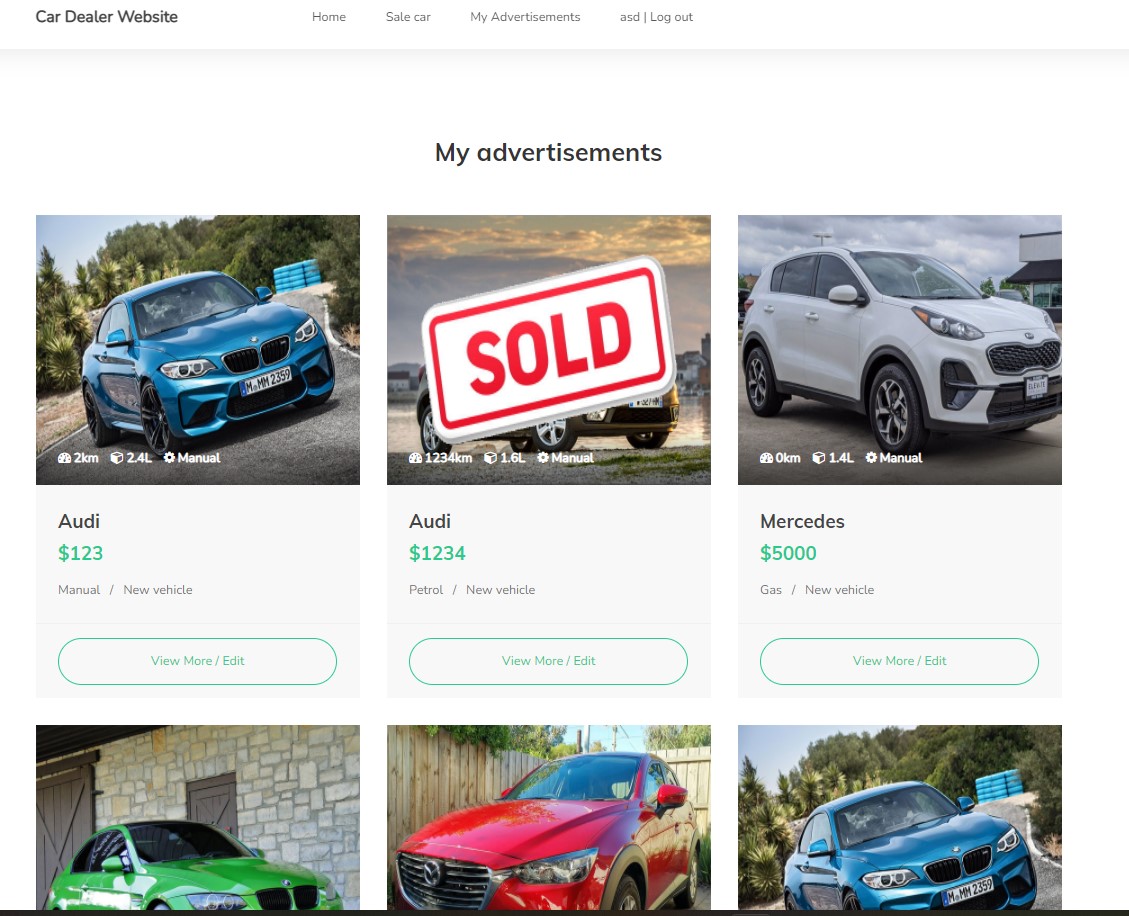 Car Dealer Website
Home
Sale car
My Advertisements
asd | Log out
My advertisements
M MM 2359
2km
2.4L
Manual
SOLD
1234km
1.6L
Manual
0km
1.4L
Manual
Audi
$123
Manual / New vehicle
View More / Edit
Audi
$1234
Petrol / New vehicle
View More / Edit
Mercedes
$5000
Gas / New vehicle
View More / Edit
M MM 2359